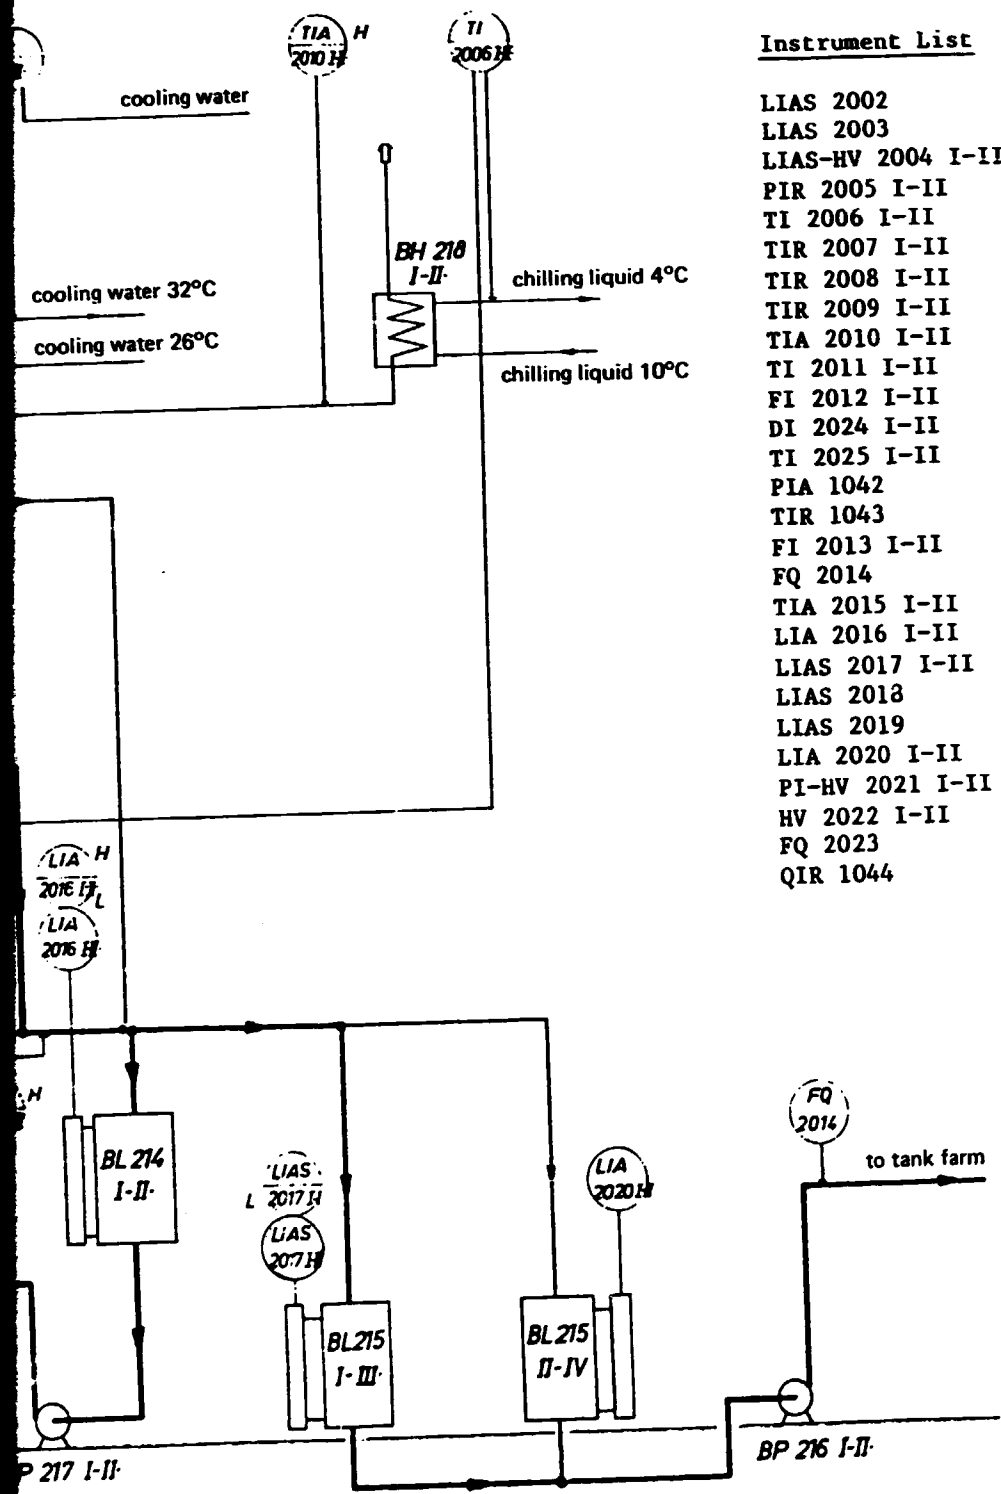 TIA H
2010 I-II
TI
2006 I-II
Instrument List
cooling water
LIAS 2002
LIAS 2003
LIAS-HV 2004 I-II
PIR 2005 I-II
TI 2006 I-II
TIR 2007 I-II
TIR 2008 I-II
TIR 2009 I-II
TIA 2010 I-II
TI 2011 I-II
FI 2012 I-II
DI 2024 I-II
TI 2025 I-II
PIA 1042
TIR 1043
FI 2013 I-II
FQ 2014
TIA 2015 I-II
LIA 2016 I-II
LIAS 2017 I-II
LIAS 2018
LIAS 2019
LIA 2020 I-II
PI-HV 2021 I-II
HV 2022 I-II
FQ 2023
QIR 1044
BH 218
I-II
chilling liquid 4°C
cooling water 32°C
cooling water 26°C
chilling liquid 10°C
LIA H
2016 I-II L
LIA
2016 I-II
H
BL 214
I-II
LIAS
L 2017 I-II
LIAS
2017 I-II
LIA
2020 I-II
FQ
2014
to tank farm
BL215
I-III
BL215
II-IV
P 217 I-II
BP 216 I-II